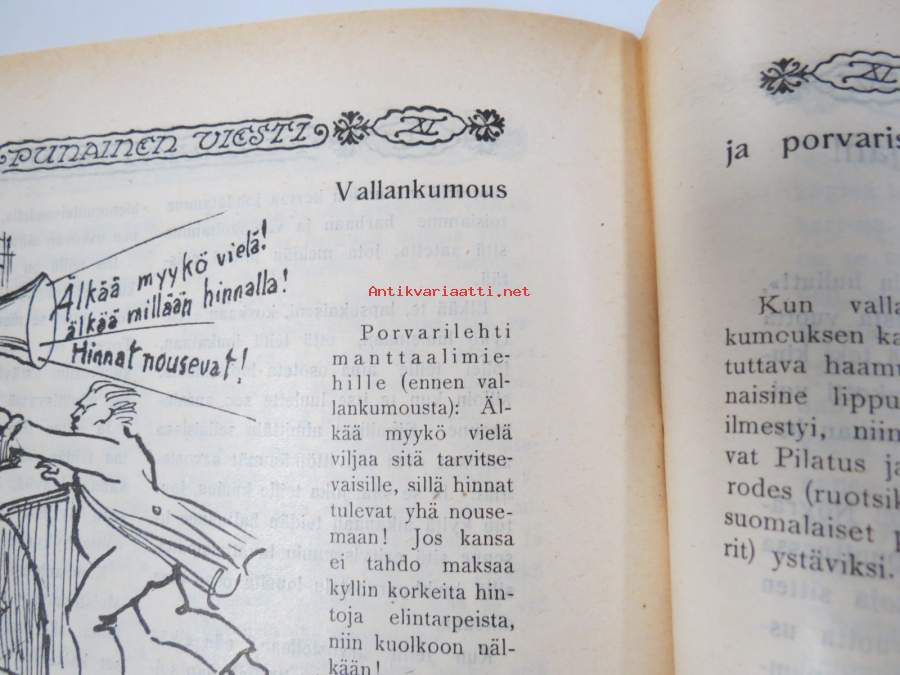 PUNAINEN VIESTI
XI
Vallankumous
Älkää myykö vielä!
älkää millään hinnalla!
Hinnat nousevat!
Antikvariaatti.net
Porvarilehti
manttaalimie-
hille (ennen val-
lankumousta): Äl-
kää myykö vielä
viljaa sitä tarvitse-
vaisille, sillä hinnat
tulevat yhä nouse-
maan! Jos kansa
ei tahdo maksaa
kyllin korkeita hin-
toja elintarpeista,
niin kuolkoon näl-
kään!
XI
ja porvaris
Kun valla
kumouksen ka
tuttava haamu
naisine lippu
ilmestyi, niin
vat Pilatus ja
rodes (ruotsik
suomalaiset p
rit) ystäviksi.